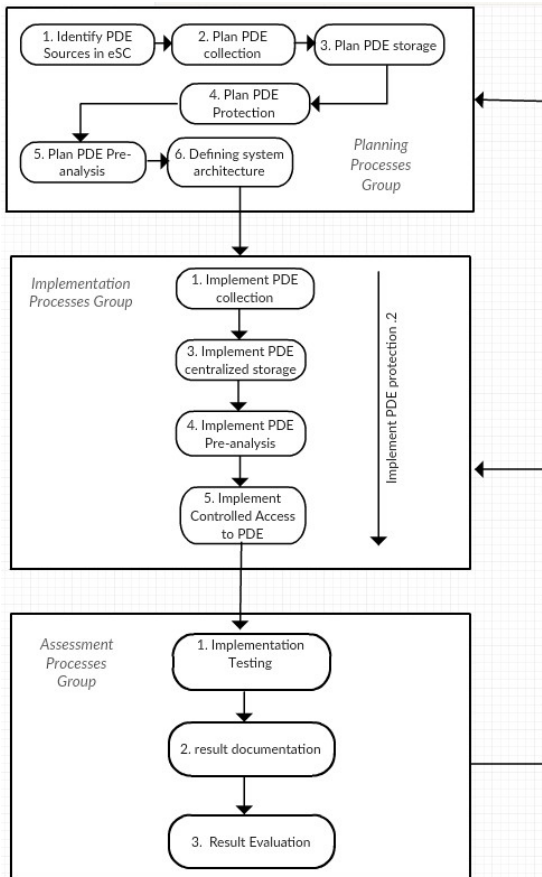 1. Identify PDE
Sources in eSC
2. Plan PDE
collection
3. Plan PDE storage
4. Plan PDE
Protection
5. Plan PDE Pre-
analysis
6. Defining system
architecture
Planning
Processes
Group
Implementation
Processes Group
1. Implement PDE
collection
3. Implement PDE
centralized storage
4. Implement PDE
Pre-analysis
5. Implement
Controlled Access
to PDE
Implement PDE protection .2
Assessment
Processes
Group
1. Implementation
Testing
2. result documentation
3. Result Evaluation